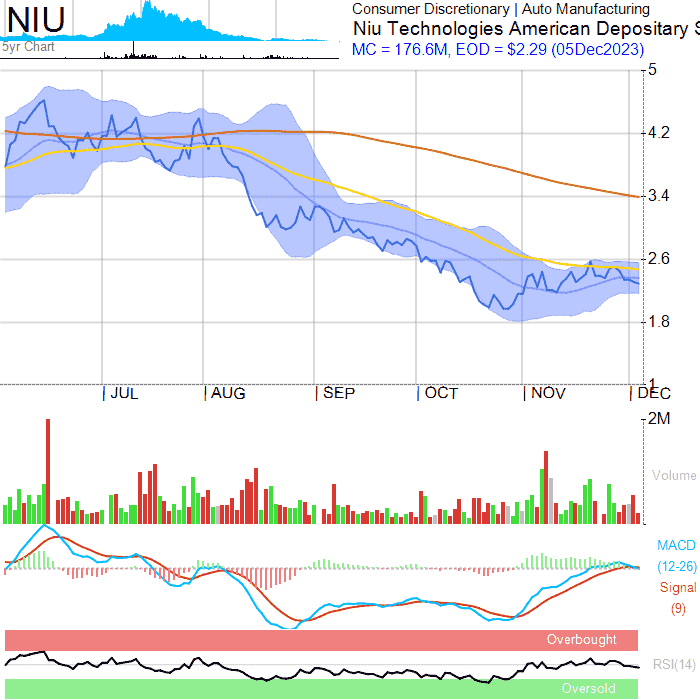 NIU
5yr Chart
Consumer Discretionary | Auto Manufacturing
Niu Technologies American Depositary S
MC = 176.6M, EOD = $2.29 (05Dec2023)
5
4.2
3.4
2.6
1.8
1
JUL AUG SEP OCT NOV DEC
2M
Volume
MACD
(12-26)
Signal
(9)
Overbought
RSI(14)
Oversold